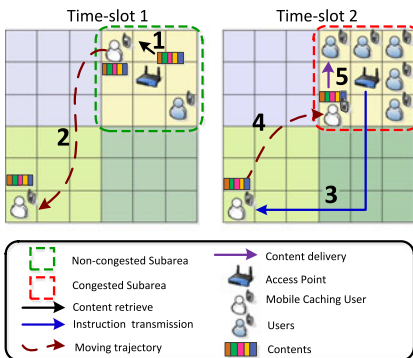 Time-slot 1
Time-slot 2
1
2
5
4
3
Non-congested Subarea
Congested Subarea
Content retrieve
Instruction transmission
Moving trajectory
Content delivery
Access Point
Mobile Caching User
Users
Contents